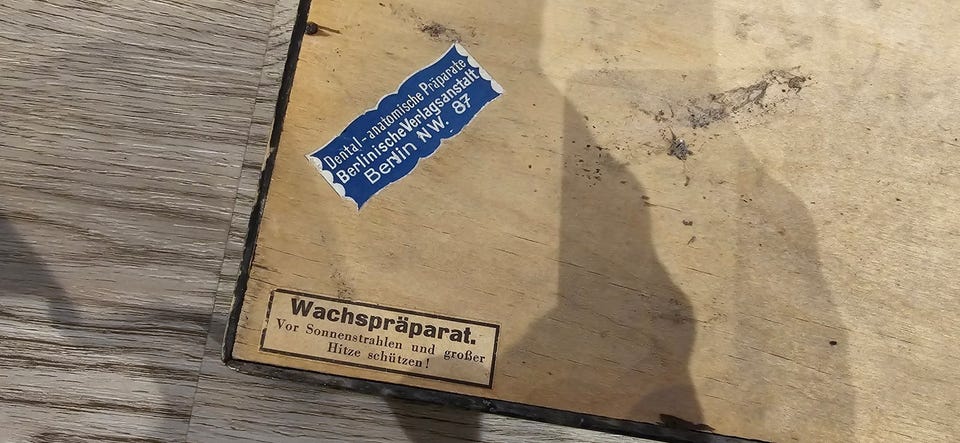 Dental-anatomische Präparate
Berlinische Verlagsanstalt
Berlin NW. 87
Wachspräparat.
Vor Sonnenstrahlen und großer
Hitze schützen!